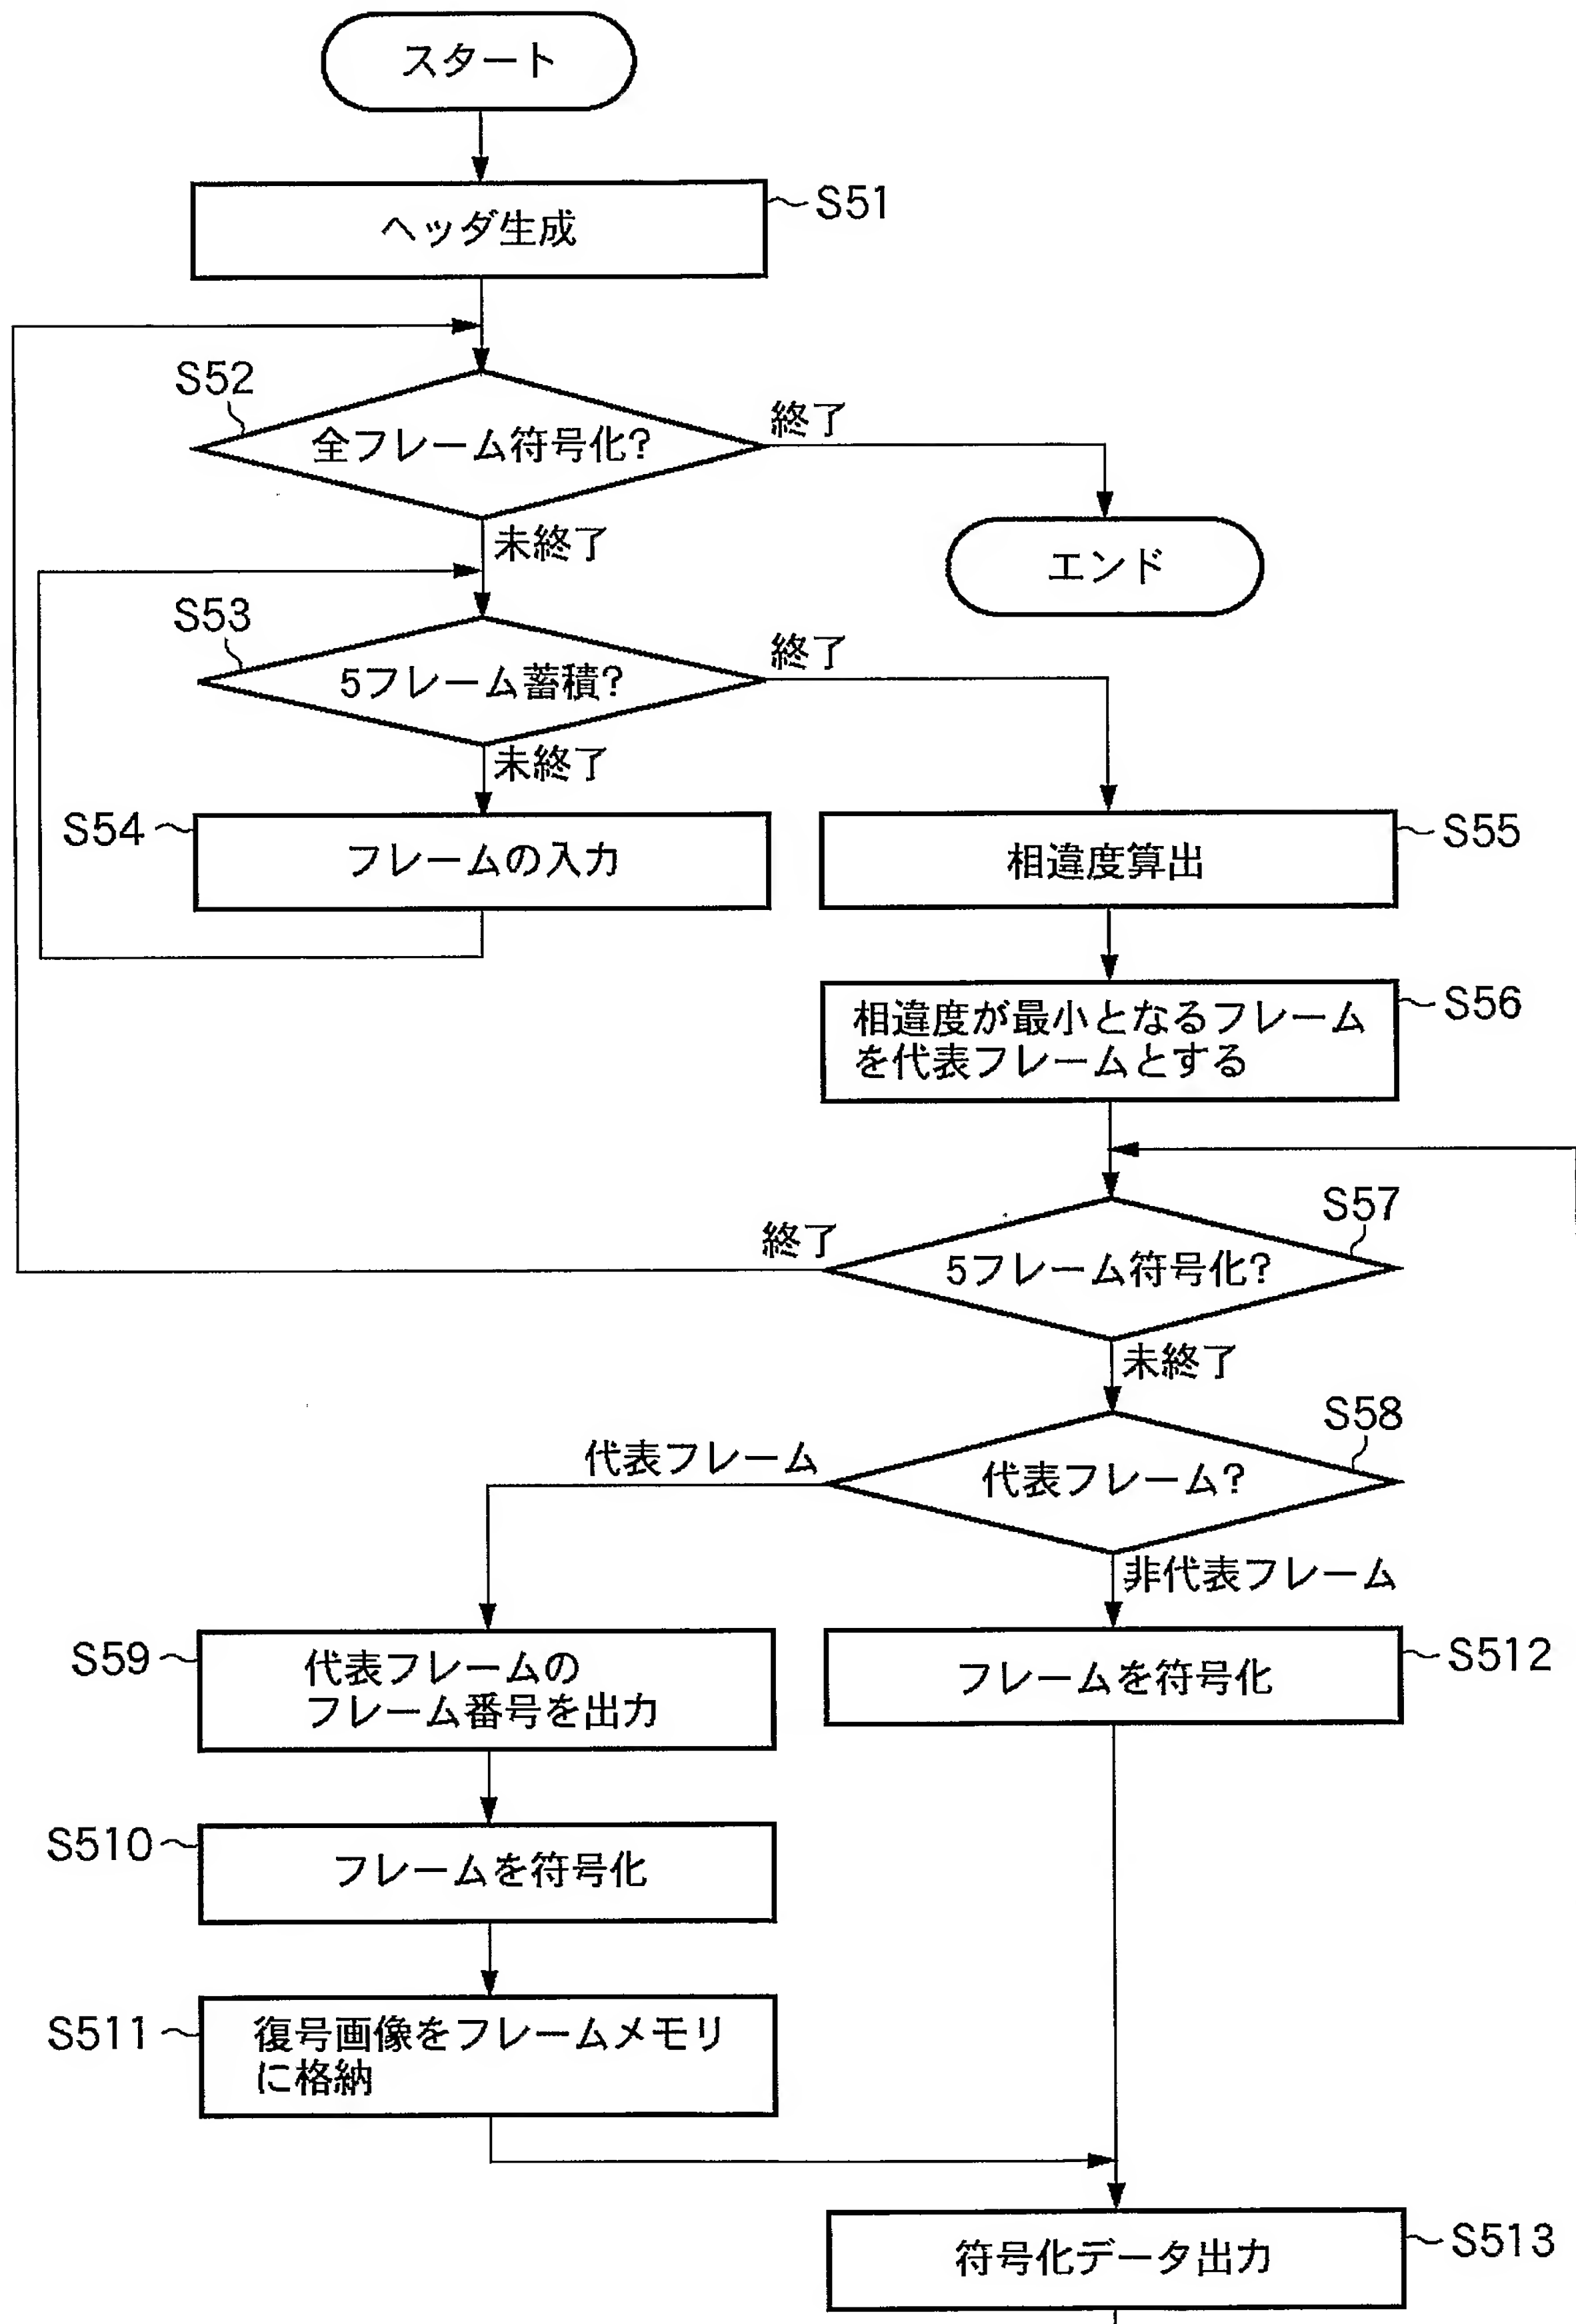 スタート
ヘッダ生成
S51
S52
全フレーム符号化?
終了
未終了
エンド
S53
5フレーム蓄積?
終了
未終了
S54
フレームの入力
相違度算出
S55
相違度が最小となるフレーム
を代表フレームとする
S56
S57
終了
5フレーム符号化?
未終了
S58
代表フレーム
代表フレーム?
非代表フレーム
S59
代表フレームの
フレーム番号を出力
フレームを符号化
S512
S510
フレームを符号化
S511
復号画像をフレームメモリ
に格納
符号化データ出力
S513